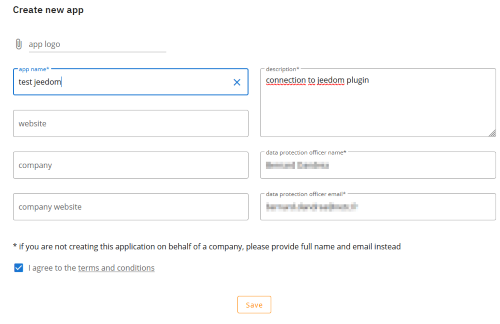 Create new app
app logo
app name*
test jeedom
description*
connection to jeedom plugin
website
company
data protection officer name*
company website
data protection officer email*
* if you are not creating this application on behalf of a company, please provide full name and email instead
I agree to the terms and conditions
Save